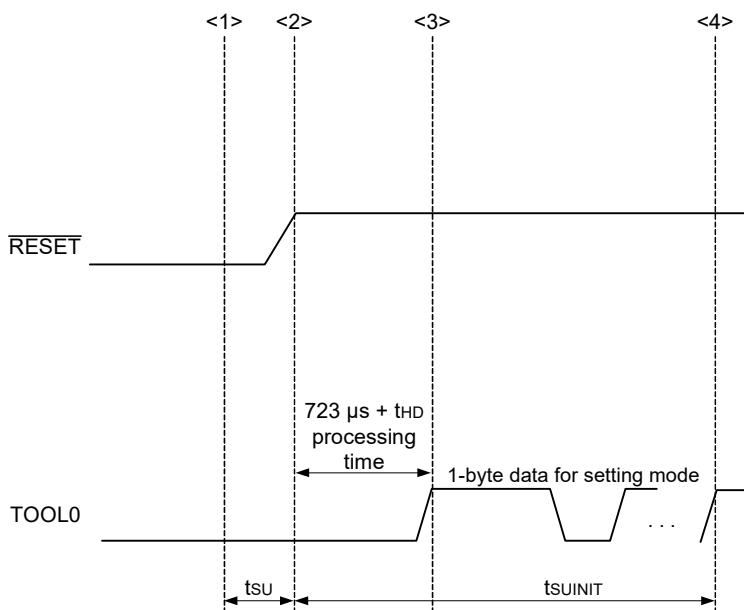 <1> <2> <3> <4>
RESET
723 µs + tHD
processing
time
1-byte data for setting mode
TOOL0
. . .
tSU tSUINIT